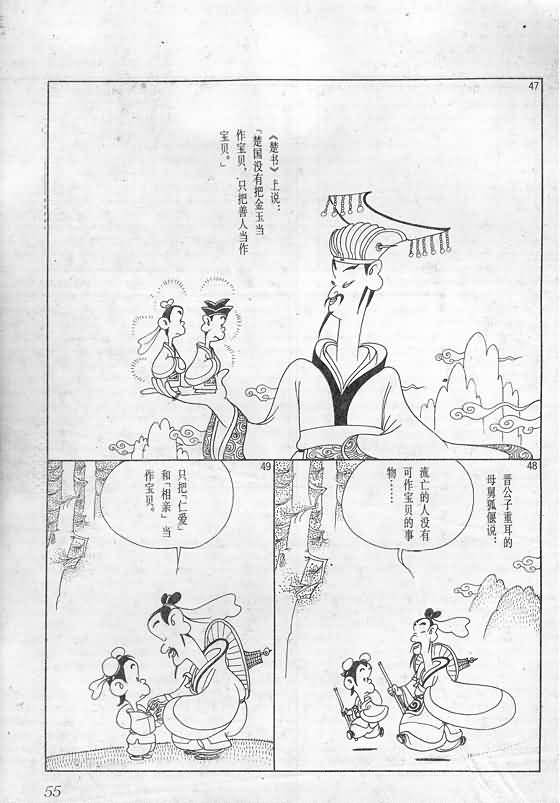 47
《楚书》上说：
「楚国没有把金玉当
作宝贝，只把善人当作
宝贝。」
48
晋公子重耳的
母舅狐偃说：
流亡的人没有
可作宝贝的事
物……
49
只把「仁爱」
和「相亲」当
作宝贝。
55